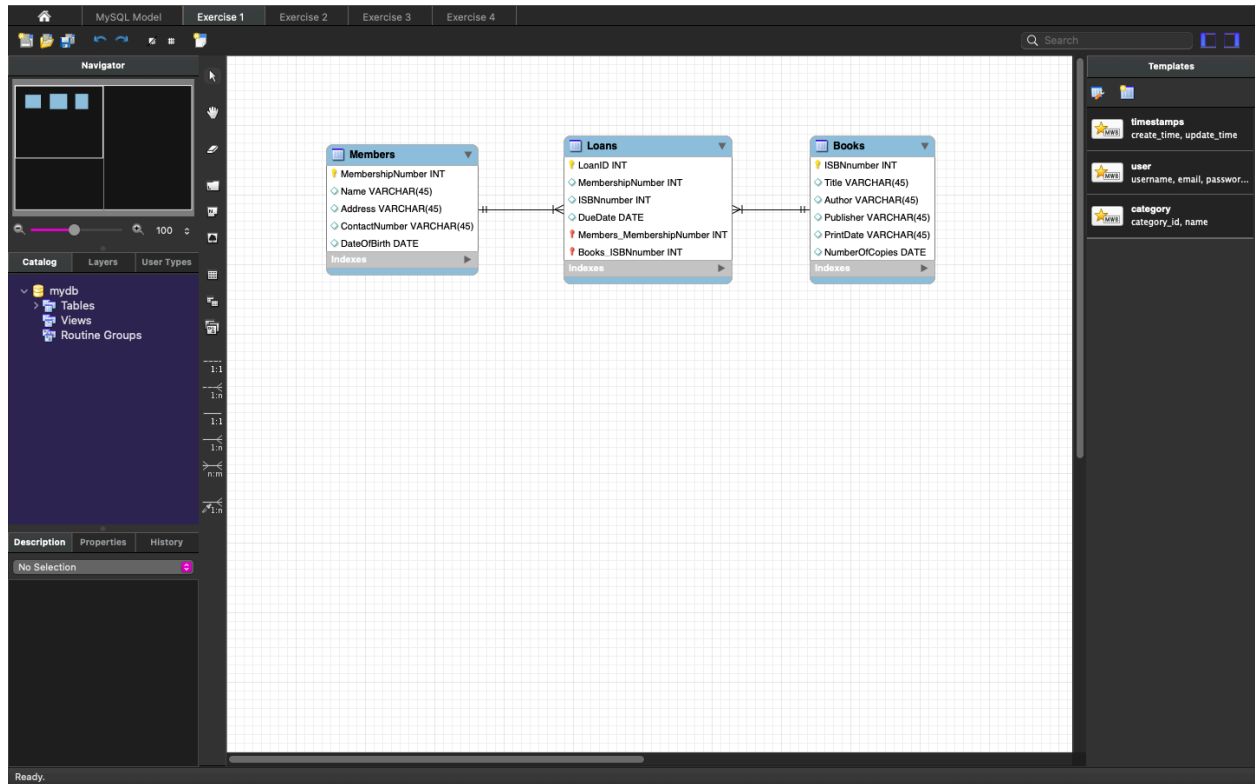 MySQL Model
Exercise 1
Exercise 2
Exercise 3
Exercise 4
Search
Navigator
100
Catalog
Layers
User Types
mydb
Tables
Views
Routine Groups
Description
Properties
History
No Selection
1:1
1:n
1:1
1:n
n:m
1:n
Members
MembershipNumber INT
Name VARCHAR(45)
Address VARCHAR(45)
ContactNumber VARCHAR(45)
DateOfBirth DATE
Indexes
Loans
LoanID INT
MembershipNumber INT
ISBNnumber INT
DueDate DATE
Members_MembershipNumber INT
Books_ISBNnumber INT
Indexes
Books
ISBNnumber INT
Title VARCHAR(45)
Author VARCHAR(45)
Publisher VARCHAR(45)
PrintDate VARCHAR(45)
NumberOfCopies DATE
Indexes
Templates
MWB
timestamps
create_time, update_time
MWB
user
username, email, passwor...
MWB
category
category_id, name
Ready.